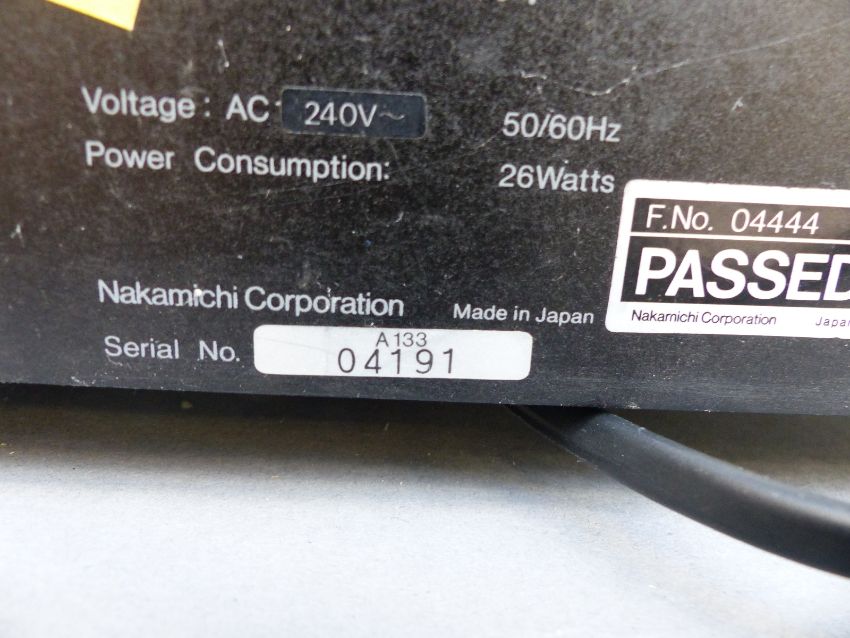 Voltage: AC 240V~ 50/60Hz
Power Consumption: 26Watts
F.No. 04444
PASSED
Nakamichi Corporation Japan
Nakamichi Corporation Made in Japan
Serial No. A133
04191